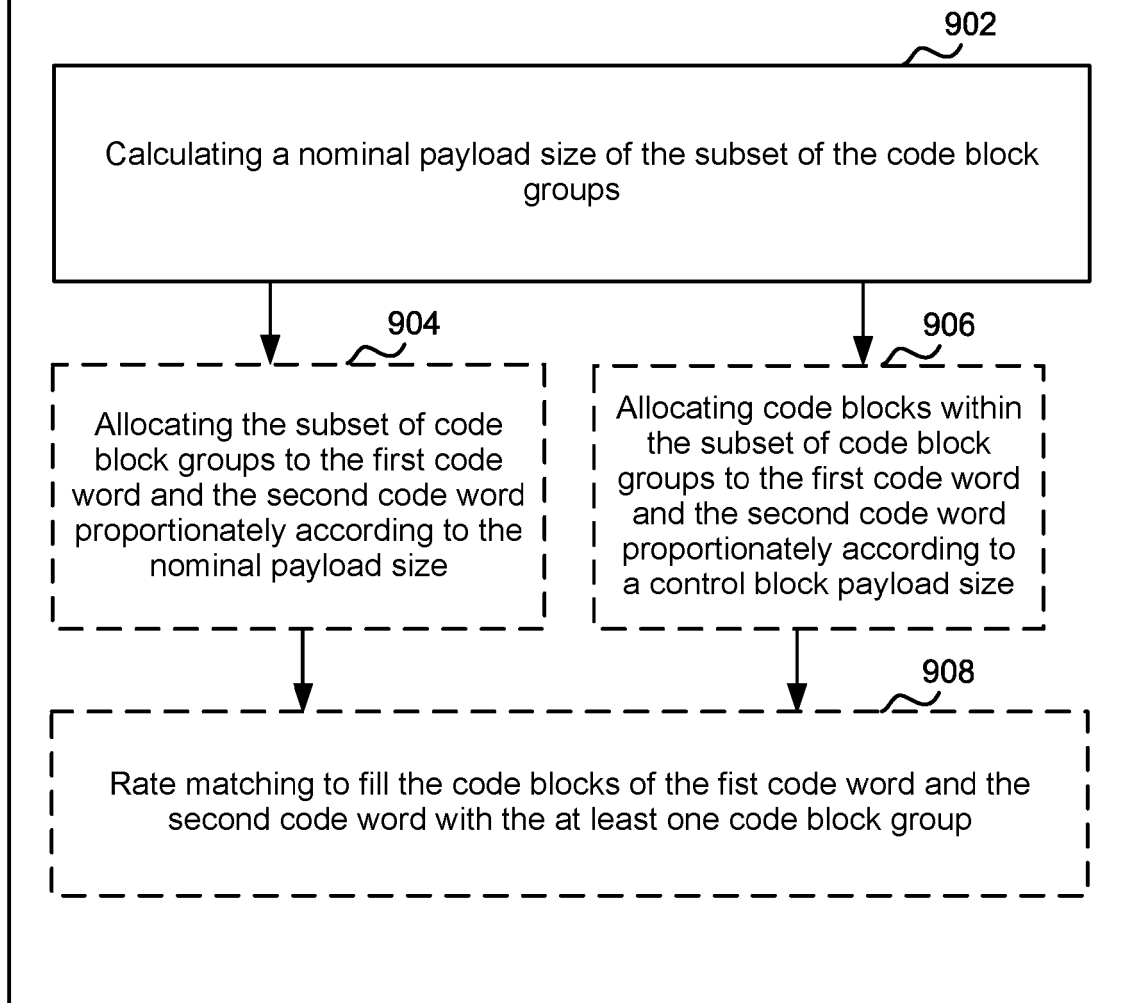 902
Calculating a nominal payload size of the subset of the code block
groups
904
906
Allocating the subset of code
block groups to the first code
word and the second code word
proportionately according to the
nominal payload size
Allocating code blocks within
the subset of code block
groups to the first code word
and the second code word
proportionately according to
a control block payload size
908
Rate matching to fill the code blocks of the fist code word and the
second code word with the at least one code block group